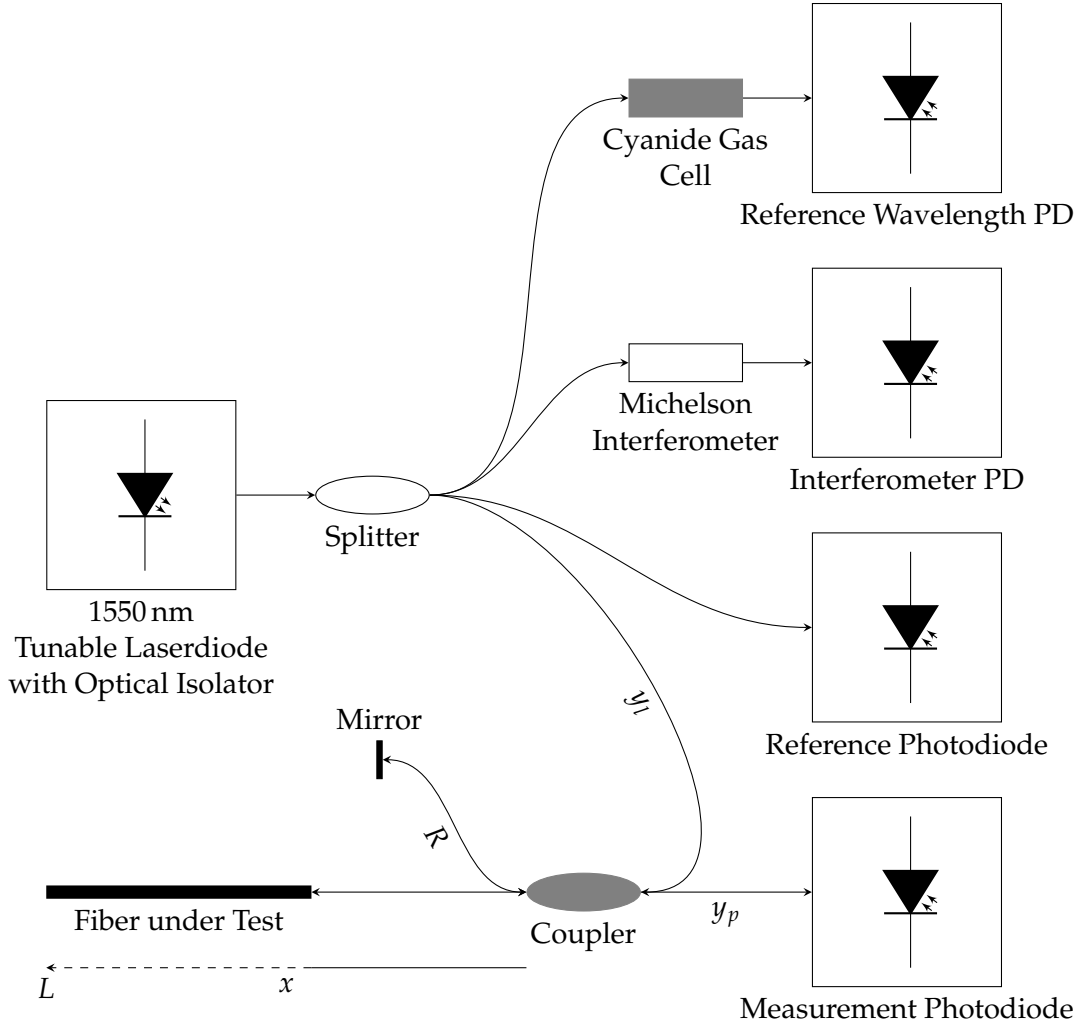 Cyanide Gas
Cell
Reference Wavelength PD
Michelson
Interferometer
Interferometer PD
Splitter
1550 nm
Tunable Laserdiode
with Optical Isolator
y_l
Reference Photodiode
Mirror
R
Fiber under Test
Coupler
y_p
L
x
Measurement Photodiode